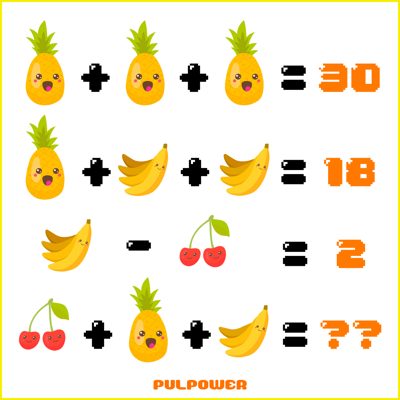 + + = 30
+ + = 18
- = 2
+ + = ??
PULPOWER